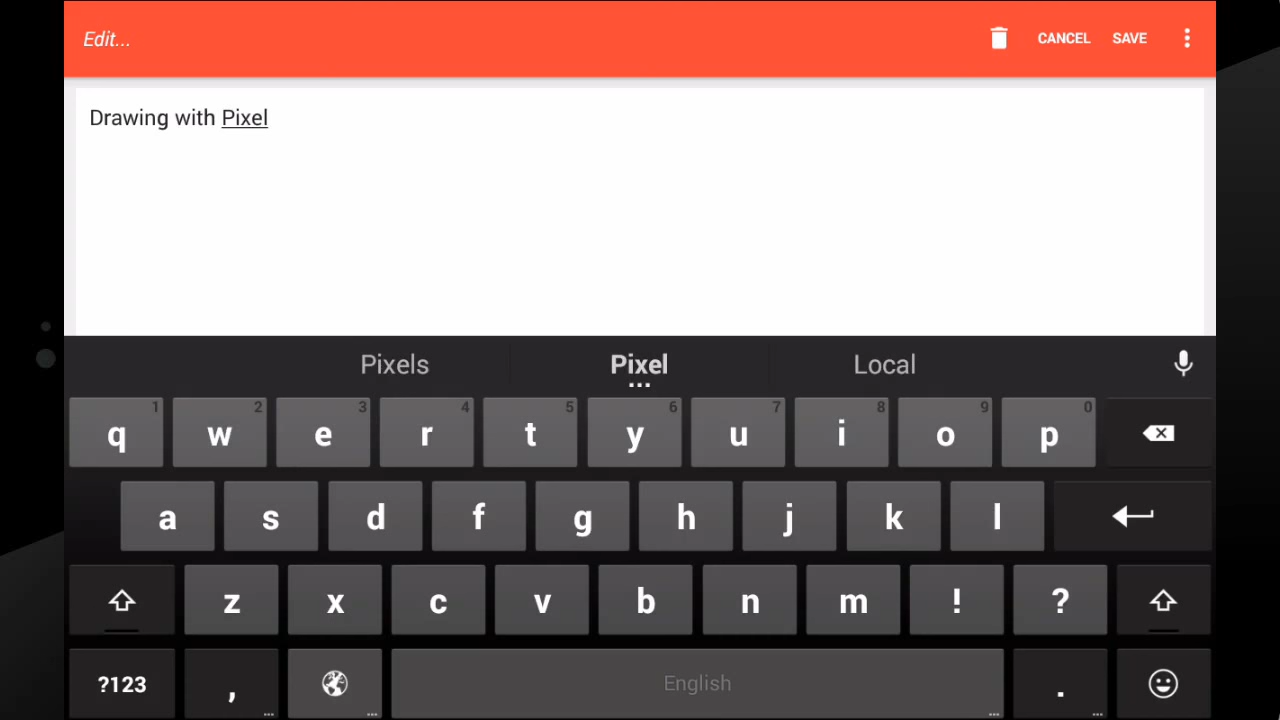 Edit...
CANCEL SAVE
Drawing with Pixel
Pixels Pixel Local
q 1 w 2 e 3 r 4 t 5 y 6 u 7 i 8 o 9 p 0
a s d f g h j k l
z x c v b n m ! ?
?123 , English .